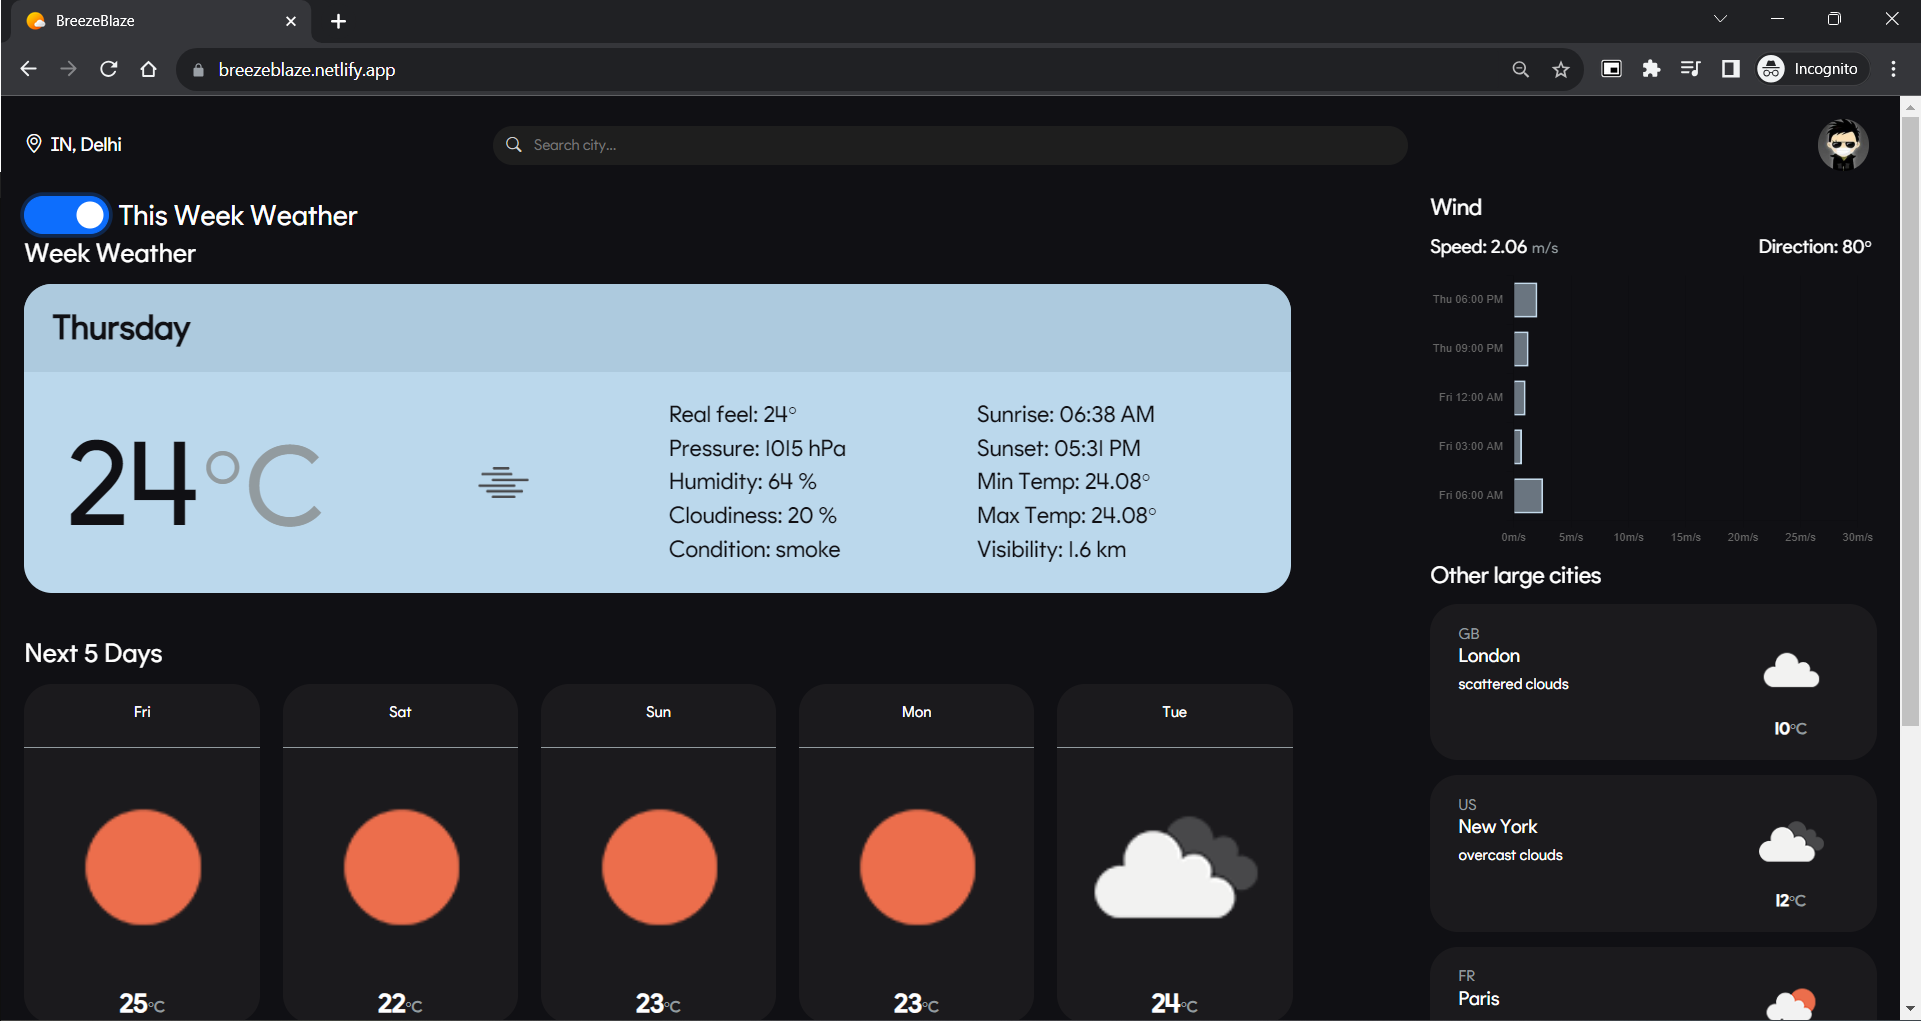 BreezeBlaze
breezeblaze.netlify.app
Incognito
IN, Delhi
Search city...
This Week Weather
Week Weather
Thursday
24°C
Real feel: 24°
Pressure: 1015 hPa
Humidity: 64 %
Cloudiness: 20 %
Condition: smoke
Sunrise: 06:38 AM
Sunset: 05:31 PM
Min Temp: 24.08°
Max Temp: 24.08°
Visibility: 1.6 km
Next 5 Days
Fri
25°C
Sat
22°C
Sun
23°C
Mon
23°C
Tue
24°C
Wind
Speed: 2.06 m/s
Direction: 80°
Thu 06:00 PM
Thu 09:00 PM
Fri 12:00 AM
Fri 03:00 AM
Fri 06:00 AM
0m/s 5m/s 10m/s 15m/s 20m/s 25m/s 30m/s
Other large cities
GB
London
scattered clouds
10°C
US
New York
overcast clouds
12°C
FR
Paris